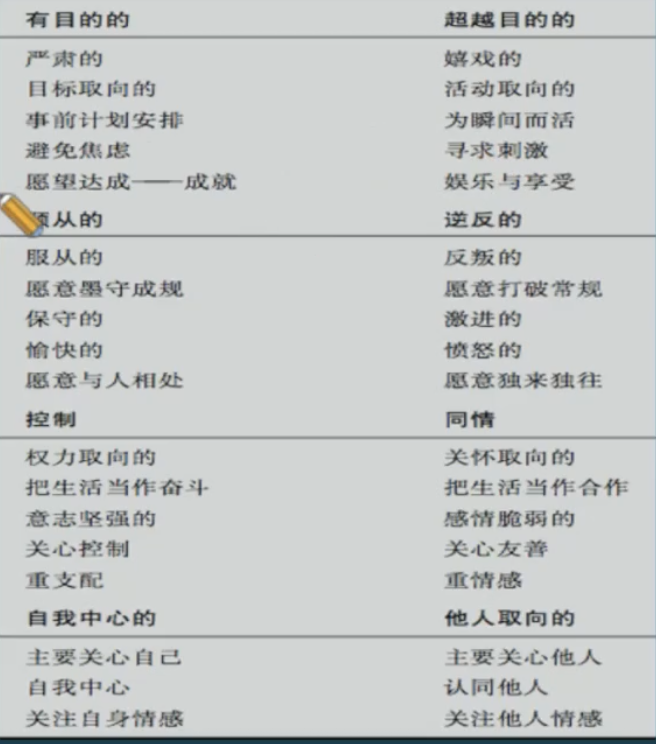 有目的的 超越目的的
严肃的 嬉戏的
目标取向的 活动取向的
事前计划安排 为瞬间而活
避免焦虑 寻求刺激
愿望达成——成就 娱乐与享受
从的 逆反的
服从的 反叛的
愿意墨守成规 愿意打破常规
保守的 激进的
愉快的 愤怒的
愿意与人相处 愿意独来独往
控制 同情
权力取向的 关怀取向的
把生活当作奋斗 把生活当作合作
意志坚强的 感情脆弱的
关心控制 关心友善
重支配 重情感
自我中心的 他人取向的
主要关心自己 主要关心他人
自我中心 认同他人
关注自身情感 关注他人情感